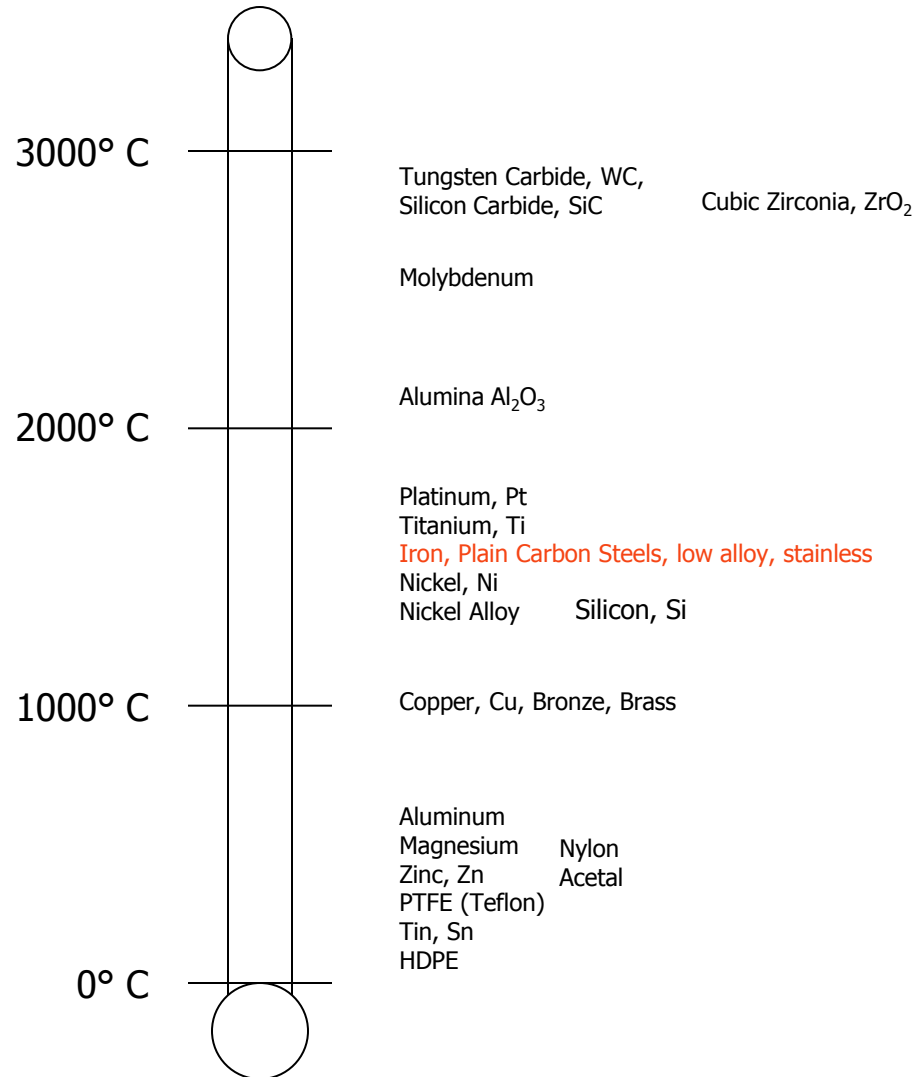 3000° C
Tungsten Carbide, WC,
Silicon Carbide, SiC
Cubic Zirconia, ZrO₂
Molybdenum
Alumina Al₂O₃
2000° C
Platinum, Pt
Titanium, Ti
Iron, Plain Carbon Steels, low alloy, stainless
Nickel, Ni
Nickel Alloy
Silicon, Si
1000° C
Copper, Cu, Bronze, Brass
Aluminum
Magnesium
Nylon
Zinc, Zn
Acetal
PTFE (Teflon)
Tin, Sn
HDPE
0° C